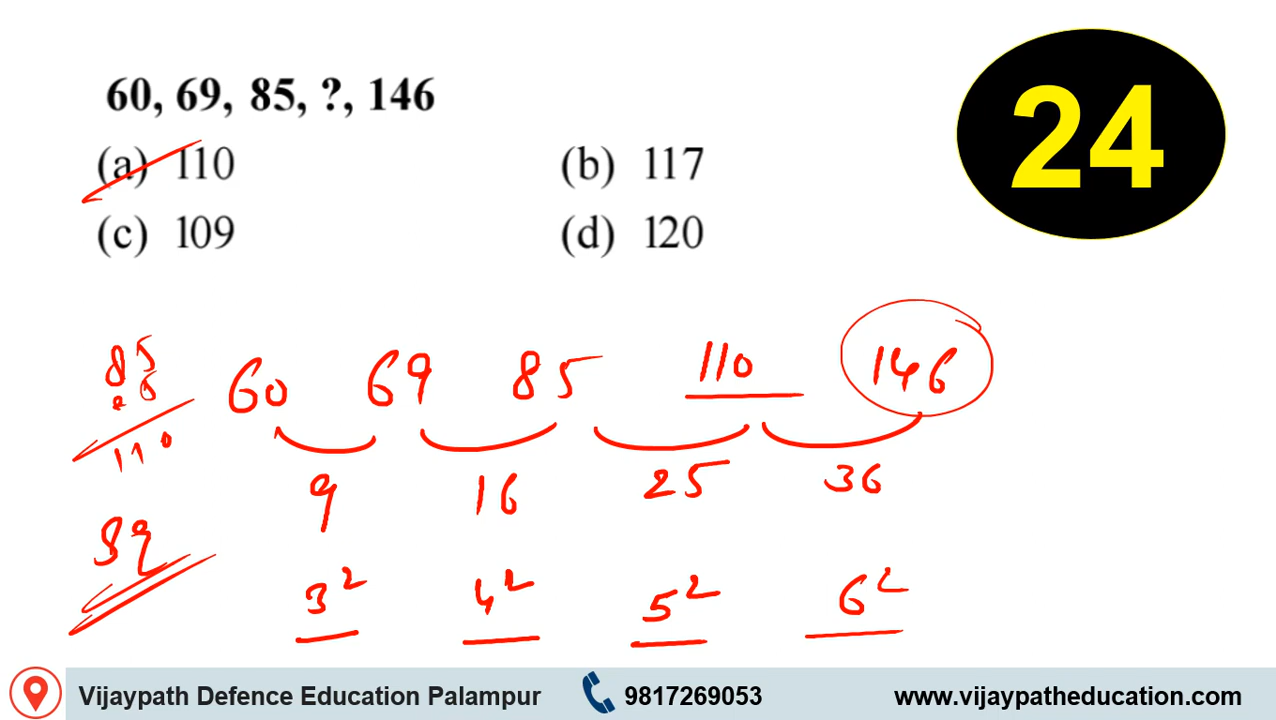 60, 69, 85, ?, 146
24
(a) 110 (b) 117
(c) 109 (d) 120
85
110
60 69 85 110 146
9 16 25 36
Sq
3² 4² 5² 6²
Vijaypath Defence Education Palampur 9817269053 www.vijaypatheducation.com